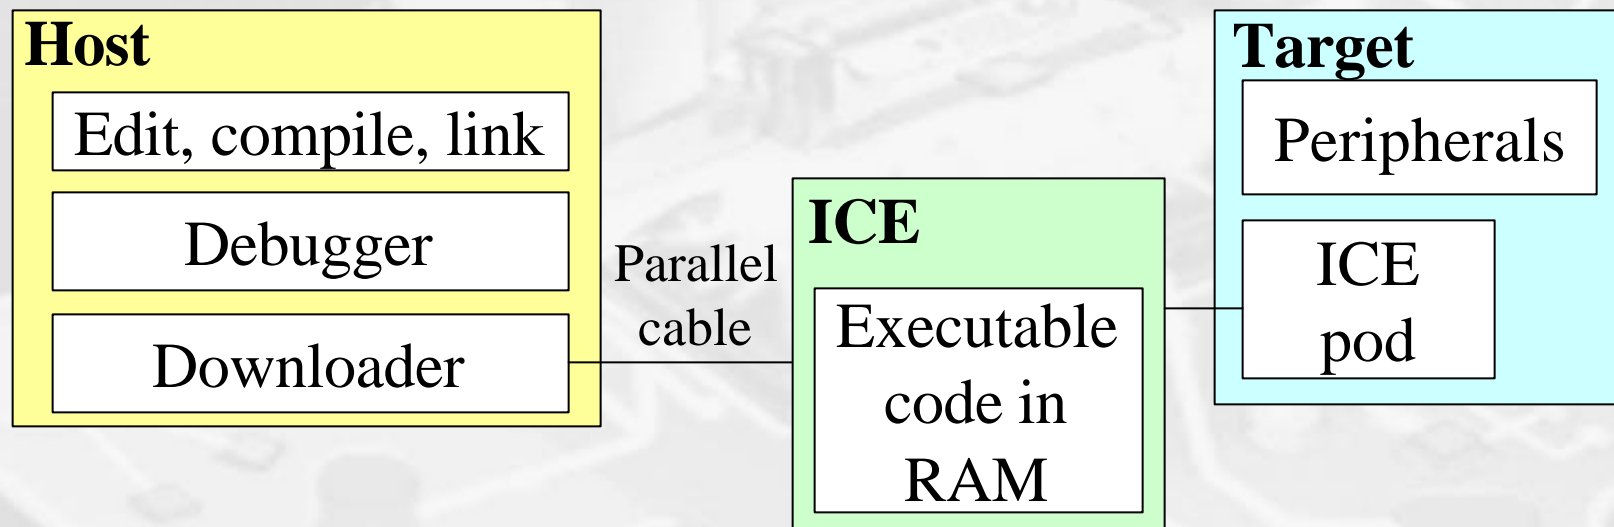 Host
Edit, compile, link
Debugger
Downloader
Parallel
cable
ICE
Executable
code in
RAM
Target
Peripherals
ICE
pod